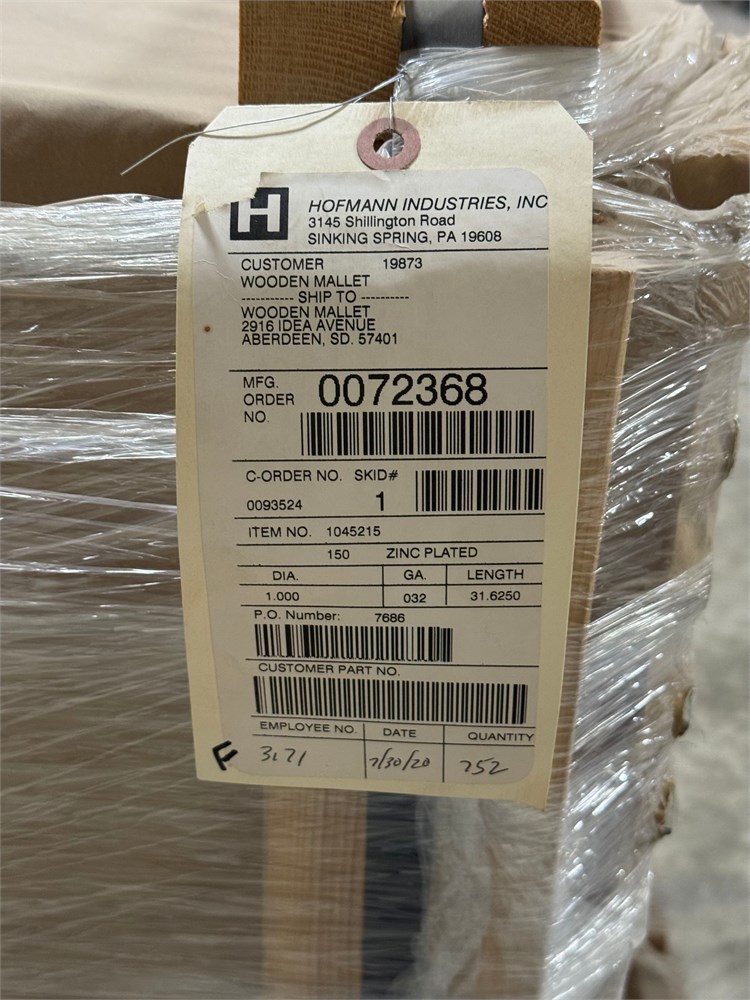 H
HOFMANN INDUSTRIES, INC
3145 Shillington Road
SINKING SPRING, PA 19608
CUSTOMER 19873
WOODEN MALLET
----------- SHIP TO ----------
WOODEN MALLET
2916 IDEA AVENUE
ABERDEEN, SD. 57401
MFG. ORDER NO. 0072368
C-ORDER NO. SKID#
0093524 1
ITEM NO. 1045215
150 ZINC PLATED
DIA. GA. LENGTH
1.000 032 31.6250
P.O. Number: 7686
CUSTOMER PART NO.
EMPLOYEE NO. DATE QUANTITY
F 3171 7/30/20 752